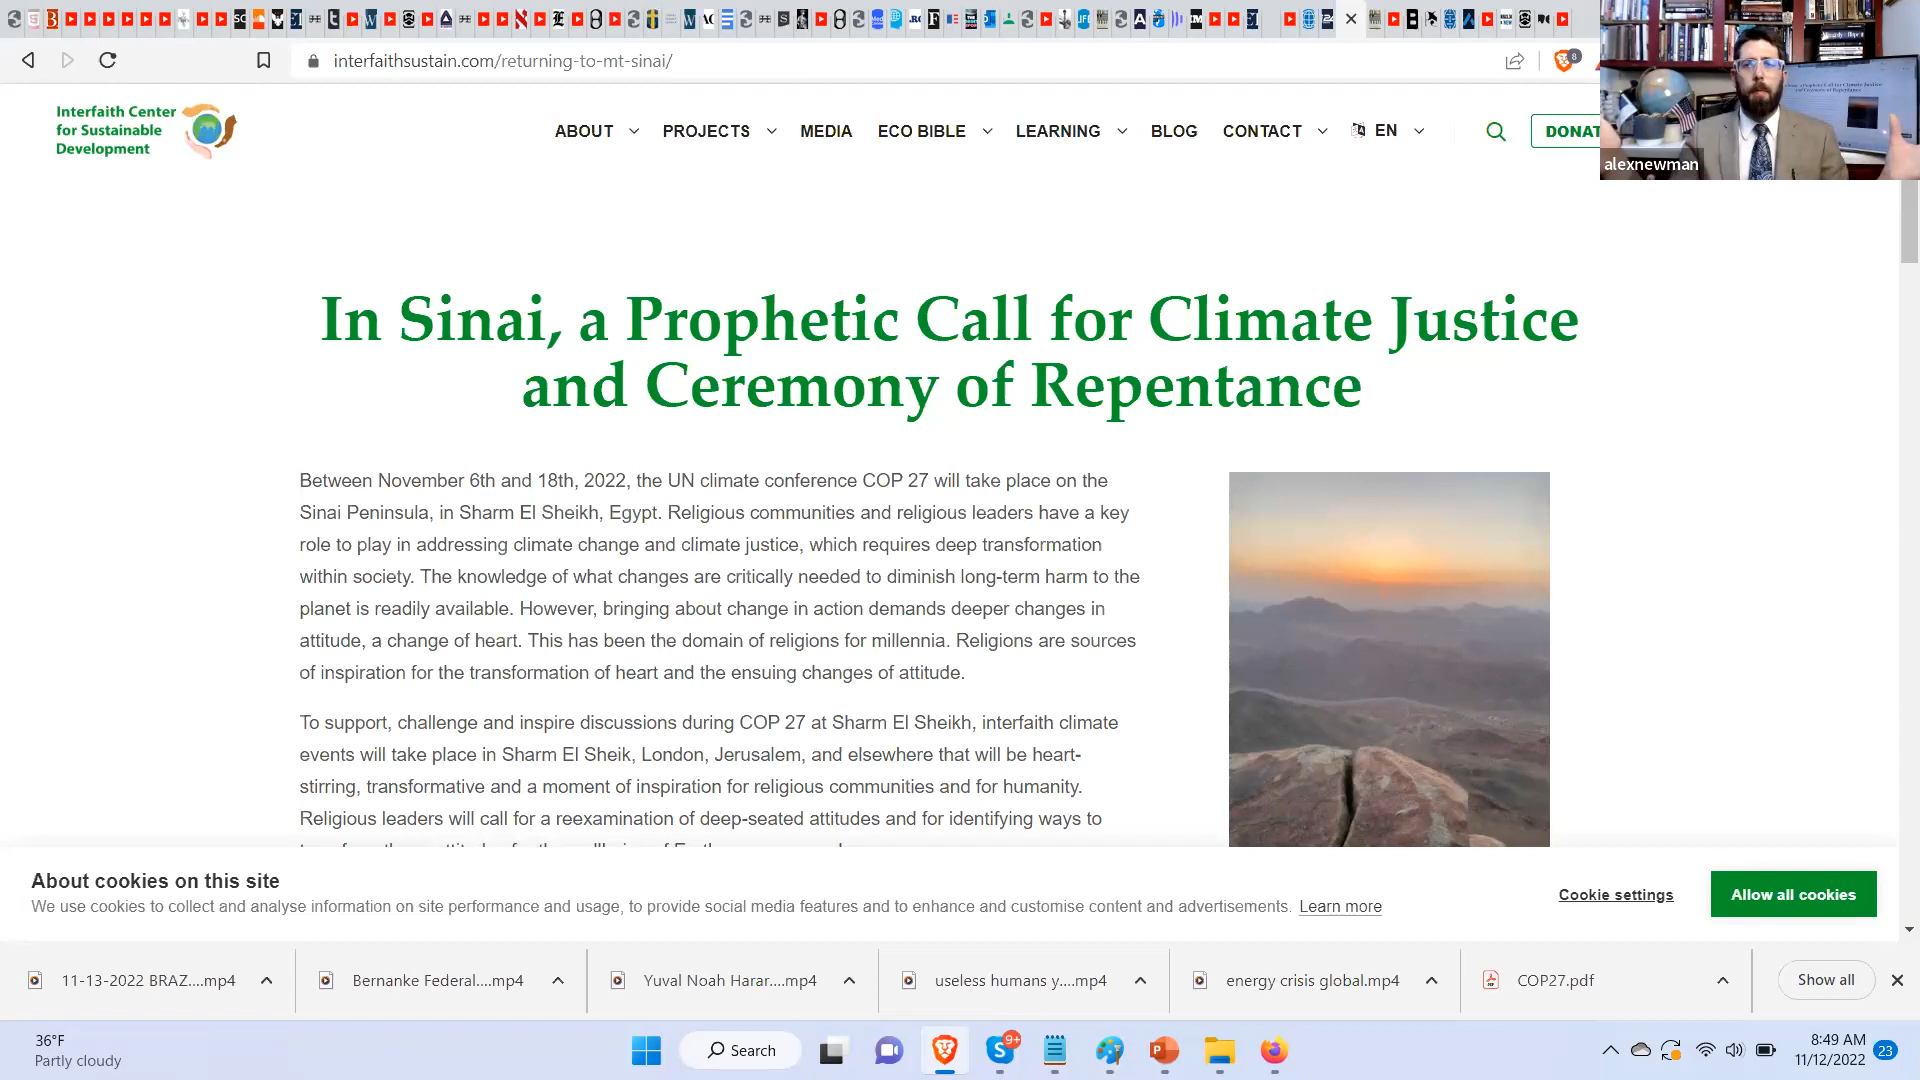 interfaithsustain.com/returning-to-mt-sinai/
8
Interfaith Center
for Sustainable
Development
ABOUT
PROJECTS
MEDIA
ECO BIBLE
LEARNING
BLOG
CONTACT
EN
DONAT
alexnewman
In Sinai, a Prophetic Call for Climate Justice
and Ceremony of Repentance
Between November 6th and 18th, 2022, the UN climate conference COP 27 will take place on the
Sinai Peninsula, in Sharm El Sheikh, Egypt. Religious communities and religious leaders have a key
role to play in addressing climate change and climate justice, which requires deep transformation
within society. The knowledge of what changes are critically needed to diminish long-term harm to the
planet is readily available. However, bringing about change in action demands deeper changes in
attitude, a change of heart. This has been the domain of religions for millennia. Religions are sources
of inspiration for the transformation of heart and the ensuing changes of attitude.
To support, challenge and inspire discussions during COP 27 at Sharm El Sheikh, interfaith climate
events will take place in Sharm El Sheik, London, Jerusalem, and elsewhere that will be heart-
stirring, transformative and a moment of inspiration for religious communities and for humanity.
Religious leaders will call for a reexamination of deep-seated attitudes and for identifying ways to
About cookies on this site
We use cookies to collect and analyse information on site performance and usage, to provide social media features and to enhance and customise content and advertisements. Learn more
Cookie settings
Allow all cookies
11-13-2022 BRAZ....mp4
Bernanke Federal....mp4
Yuval Noah Harar....mp4
useless humans y....mp4
energy crisis global.mp4
COP27.pdf
Show all
36°F
Partly cloudy
Search
9+
8:49 AM
11/12/2022
23